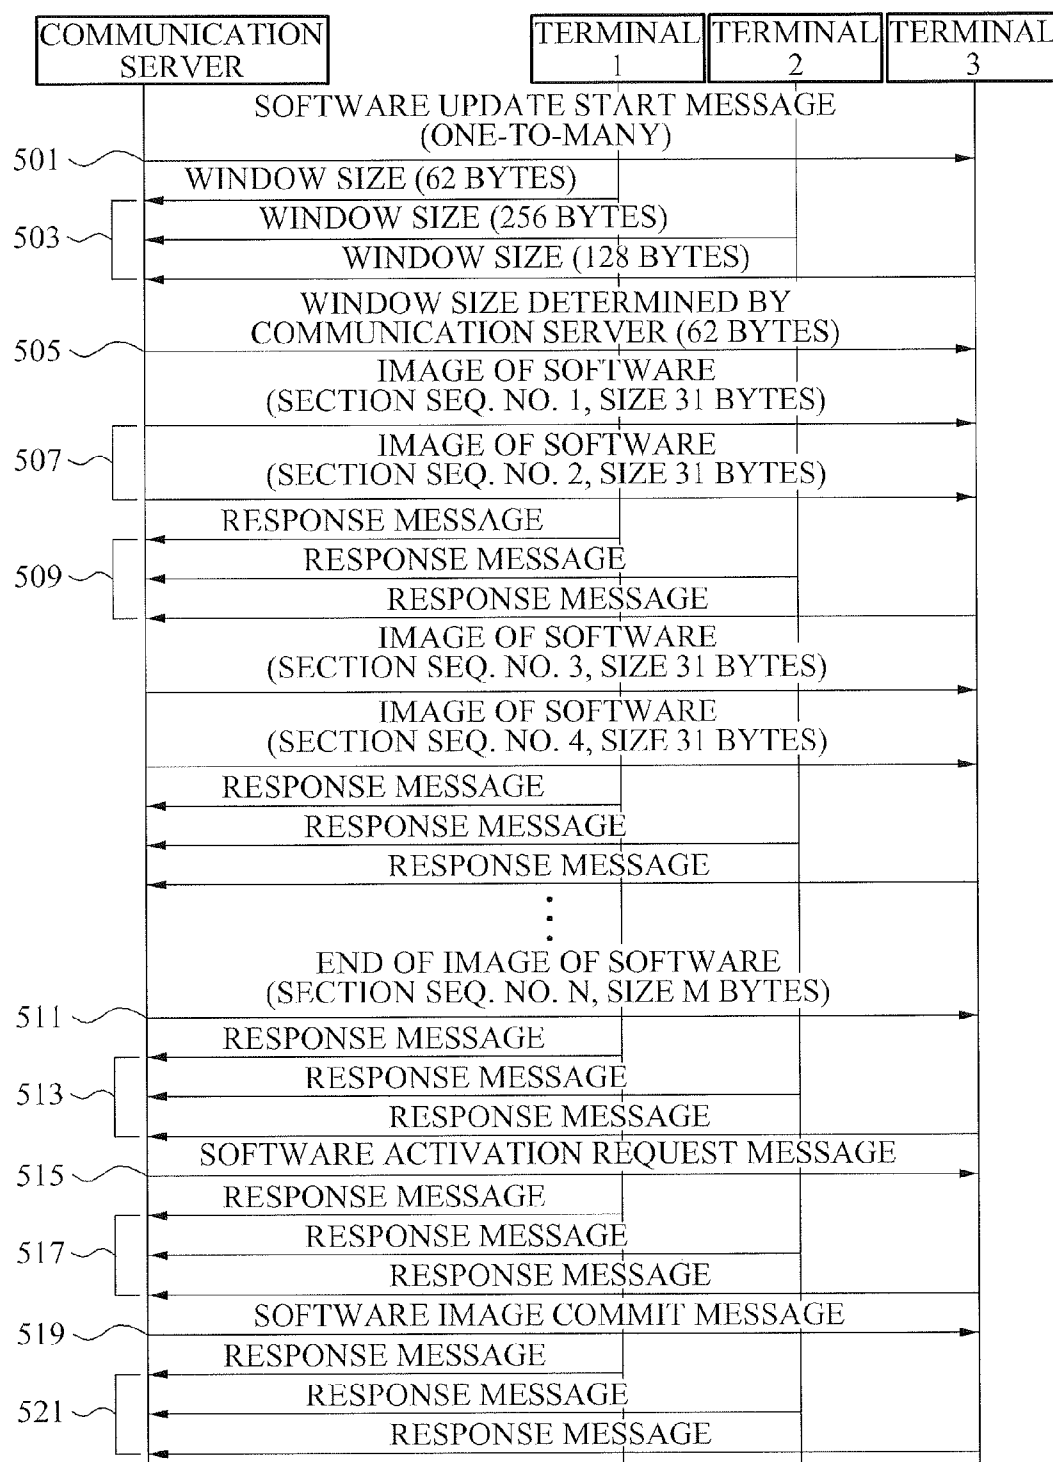 COMMUNICATION
SERVER
TERMINAL
1
TERMINAL
2
TERMINAL
3
SOFTWARE UPDATE START MESSAGE
(ONE-TO-MANY)
501
WINDOW SIZE (62 BYTES)
WINDOW SIZE (256 BYTES)
503
WINDOW SIZE (128 BYTES)
WINDOW SIZE DETERMINED BY
COMMUNICATION SERVER (62 BYTES)
505
IMAGE OF SOFTWARE
(SECTION SEQ. NO. 1, SIZE 31 BYTES)
507
IMAGE OF SOFTWARE
(SECTION SEQ. NO. 2, SIZE 31 BYTES)
RESPONSE MESSAGE
RESPONSE MESSAGE
509
RESPONSE MESSAGE
IMAGE OF SOFTWARE
(SECTION SEQ. NO. 3, SIZE 31 BYTES)
IMAGE OF SOFTWARE
(SECTION SEQ. NO. 4, SIZE 31 BYTES)
RESPONSE MESSAGE
RESPONSE MESSAGE
RESPONSE MESSAGE
END OF IMAGE OF SOFTWARE
(SECTION SEQ. NO. N, SIZE M BYTES)
511
RESPONSE MESSAGE
RESPONSE MESSAGE
513
RESPONSE MESSAGE
SOFTWARE ACTIVATION REQUEST MESSAGE
515
RESPONSE MESSAGE
RESPONSE MESSAGE
517
RESPONSE MESSAGE
SOFTWARE IMAGE COMMIT MESSAGE
519
RESPONSE MESSAGE
RESPONSE MESSAGE
521
RESPONSE MESSAGE